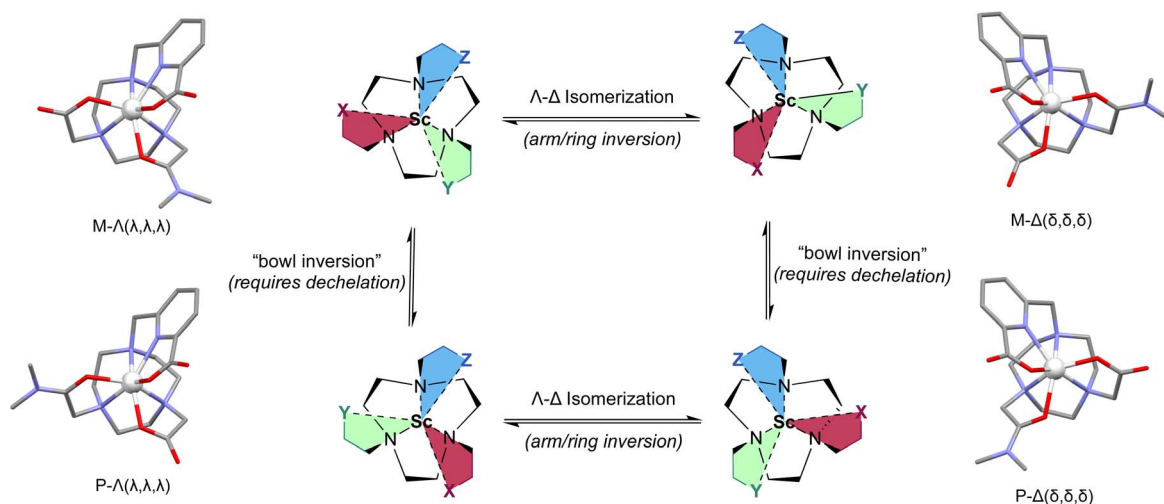 Z
N
X
Sc
N
N
Y
Λ-Δ Isomerization
(arm/ring inversion)
Z
N
Y
Sc
N
N
X
M-Λ(λ,λ,λ)
M-Δ(δ,δ,δ)
“bowl inversion”
(requires dechelation)
“bowl inversion”
(requires dechelation)
Z
N
Y
Sc
N
N
X
Λ-Δ Isomerization
(arm/ring inversion)
Z
N
X
Sc
N
N
Y
P-Λ(λ,λ,λ)
P-Δ(δ,δ,δ)